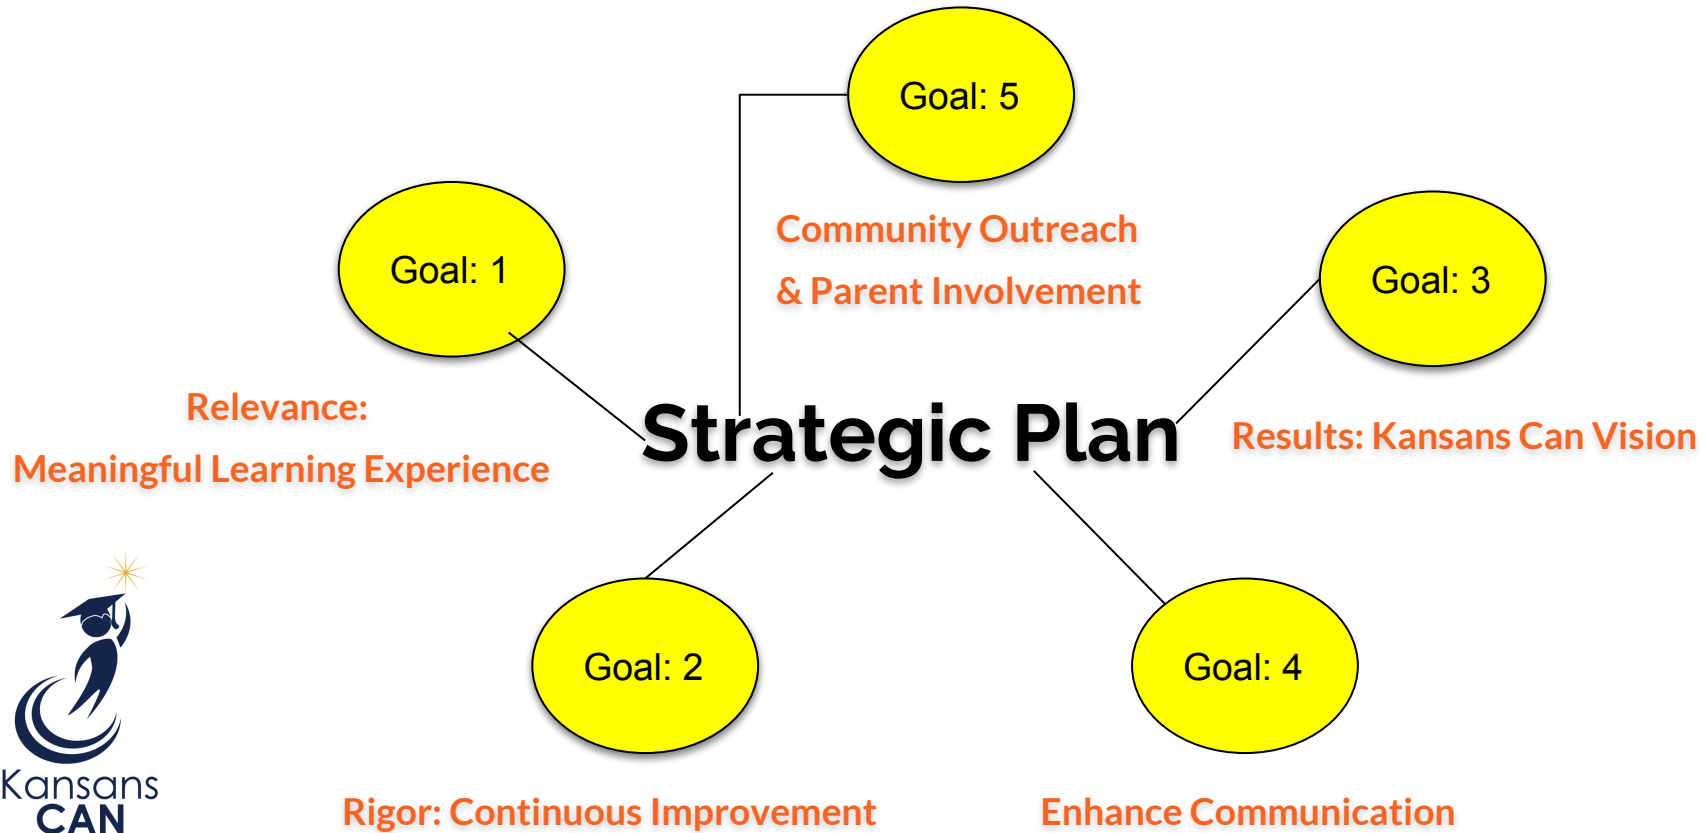 Goal: 5
Community Outreach
& Parent Involvement
Goal: 1
Relevance:
Meaningful Learning Experience
Goal: 3
Results: Kansans Can Vision
Strategic Plan
Goal: 2
Rigor: Continuous Improvement
Goal: 4
Enhance Communication
Kansans
CAN